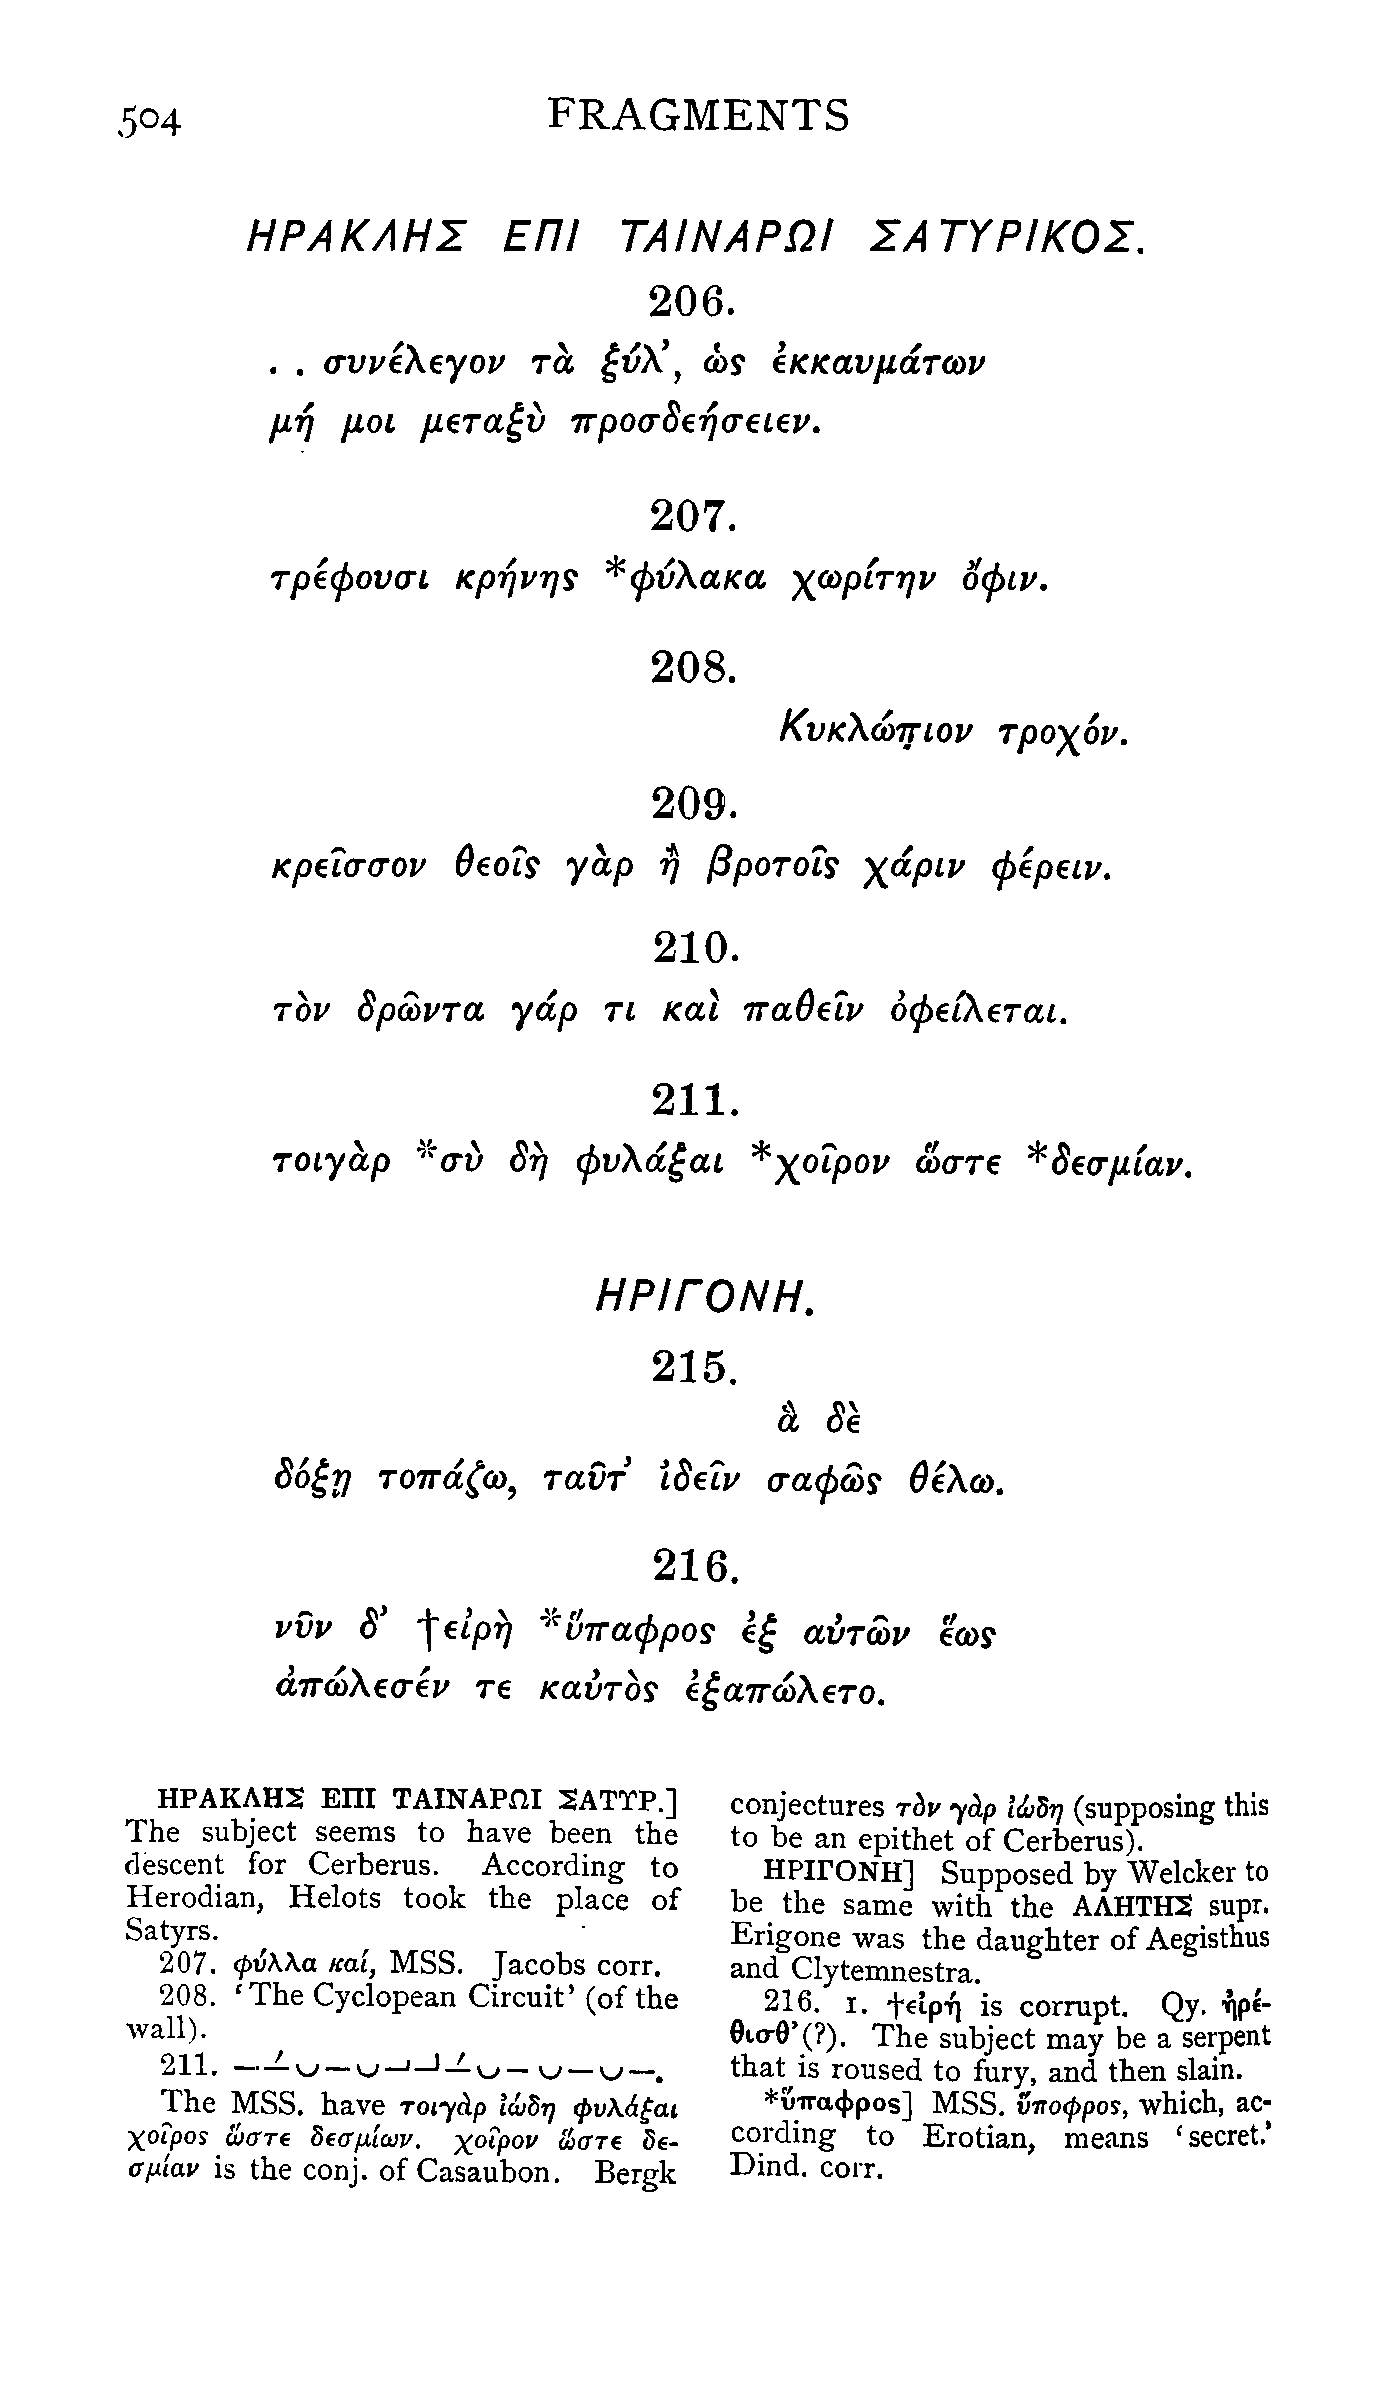 504 FRAGMENTS
ΗΡΑΚΛΗΣ ΕΠΙ ΤΑΙΝΑΡΩΙ ΣΑΤΥΡΙΚΟΣ.
206.
. . συνέλεγον τὰ ξύλ’, ὡς ἐκκαυμάτων
μή μοι μεταξὺ προσδεήσειεν.
207.
τρέφουσι κρήνης *φύλακα χωρίτην ὄφιν.
208.
Κυκλώπιον τροχόν.
209.
κρεῖσσον θεοῖς γὰρ ἢ βροτοῖς χάριν φέρειν.
210.
τὸν δρῶντα γάρ τι καὶ παθεῖν ὀφείλεται.
211.
τοιγὰρ *σὺ δὴ φυλάξαι *χοῖρον ὥστε *δεσμίαν.
ΗΡΙΓΟΝΗ.
215.
ἃ δὲ
δόξῃ τοπάζω, ταῦτ’ ἰδεῖν σαφῶς θέλω.
216.
νῦν δ’ †εἰρὴ *ὕπαφρος ἐξ αὐτῶν ἕως
ἀπώλεσέν τε καὐτὸς ἐξαπώλετο.
ΗΡΑΚΛΗΣ ΕΠΙ ΤΑΙΝΑΡΩΙ ΣΑΤΥΡ.]
The subject seems to have been the
descent for Cerberus. According to
Herodian, Helots took the place of
Satyrs.
207. φύλλα καί, MSS. Jacobs corr.
208. ‘The Cyclopean Circuit’ (of the
wall).
211. –·–́⏑–⏑–́–́–́⏑–⏑–⏑–.
The MSS. have τοιγὰρ ἰώδη φυλάξαι
χοῖρος ὥστε δεσμίων. χοῖρον ὥστε δε-
σμίαν is the conj. of Casaubon. Bergk
conjectures τὸν γὰρ ἰώδη (supposing this
to be an epithet of Cerberus).
ΗΡΙΓΟΝΗ] Supposed by Welcker to
be the same with the ΑΛΗΤΗΣ supr.
Erigone was the daughter of Aegisthus
and Clytemnestra.
216. 1. †εἰρή is corrupt. Qy. ἠρέ-
θισθ’(?). The subject may be a serpent
that is roused to fury, and then slain.
*ὕπαφρος] MSS. ὕποφρος, which, ac-
cording to Erotian, means ‘secret.’
Dind. corr.